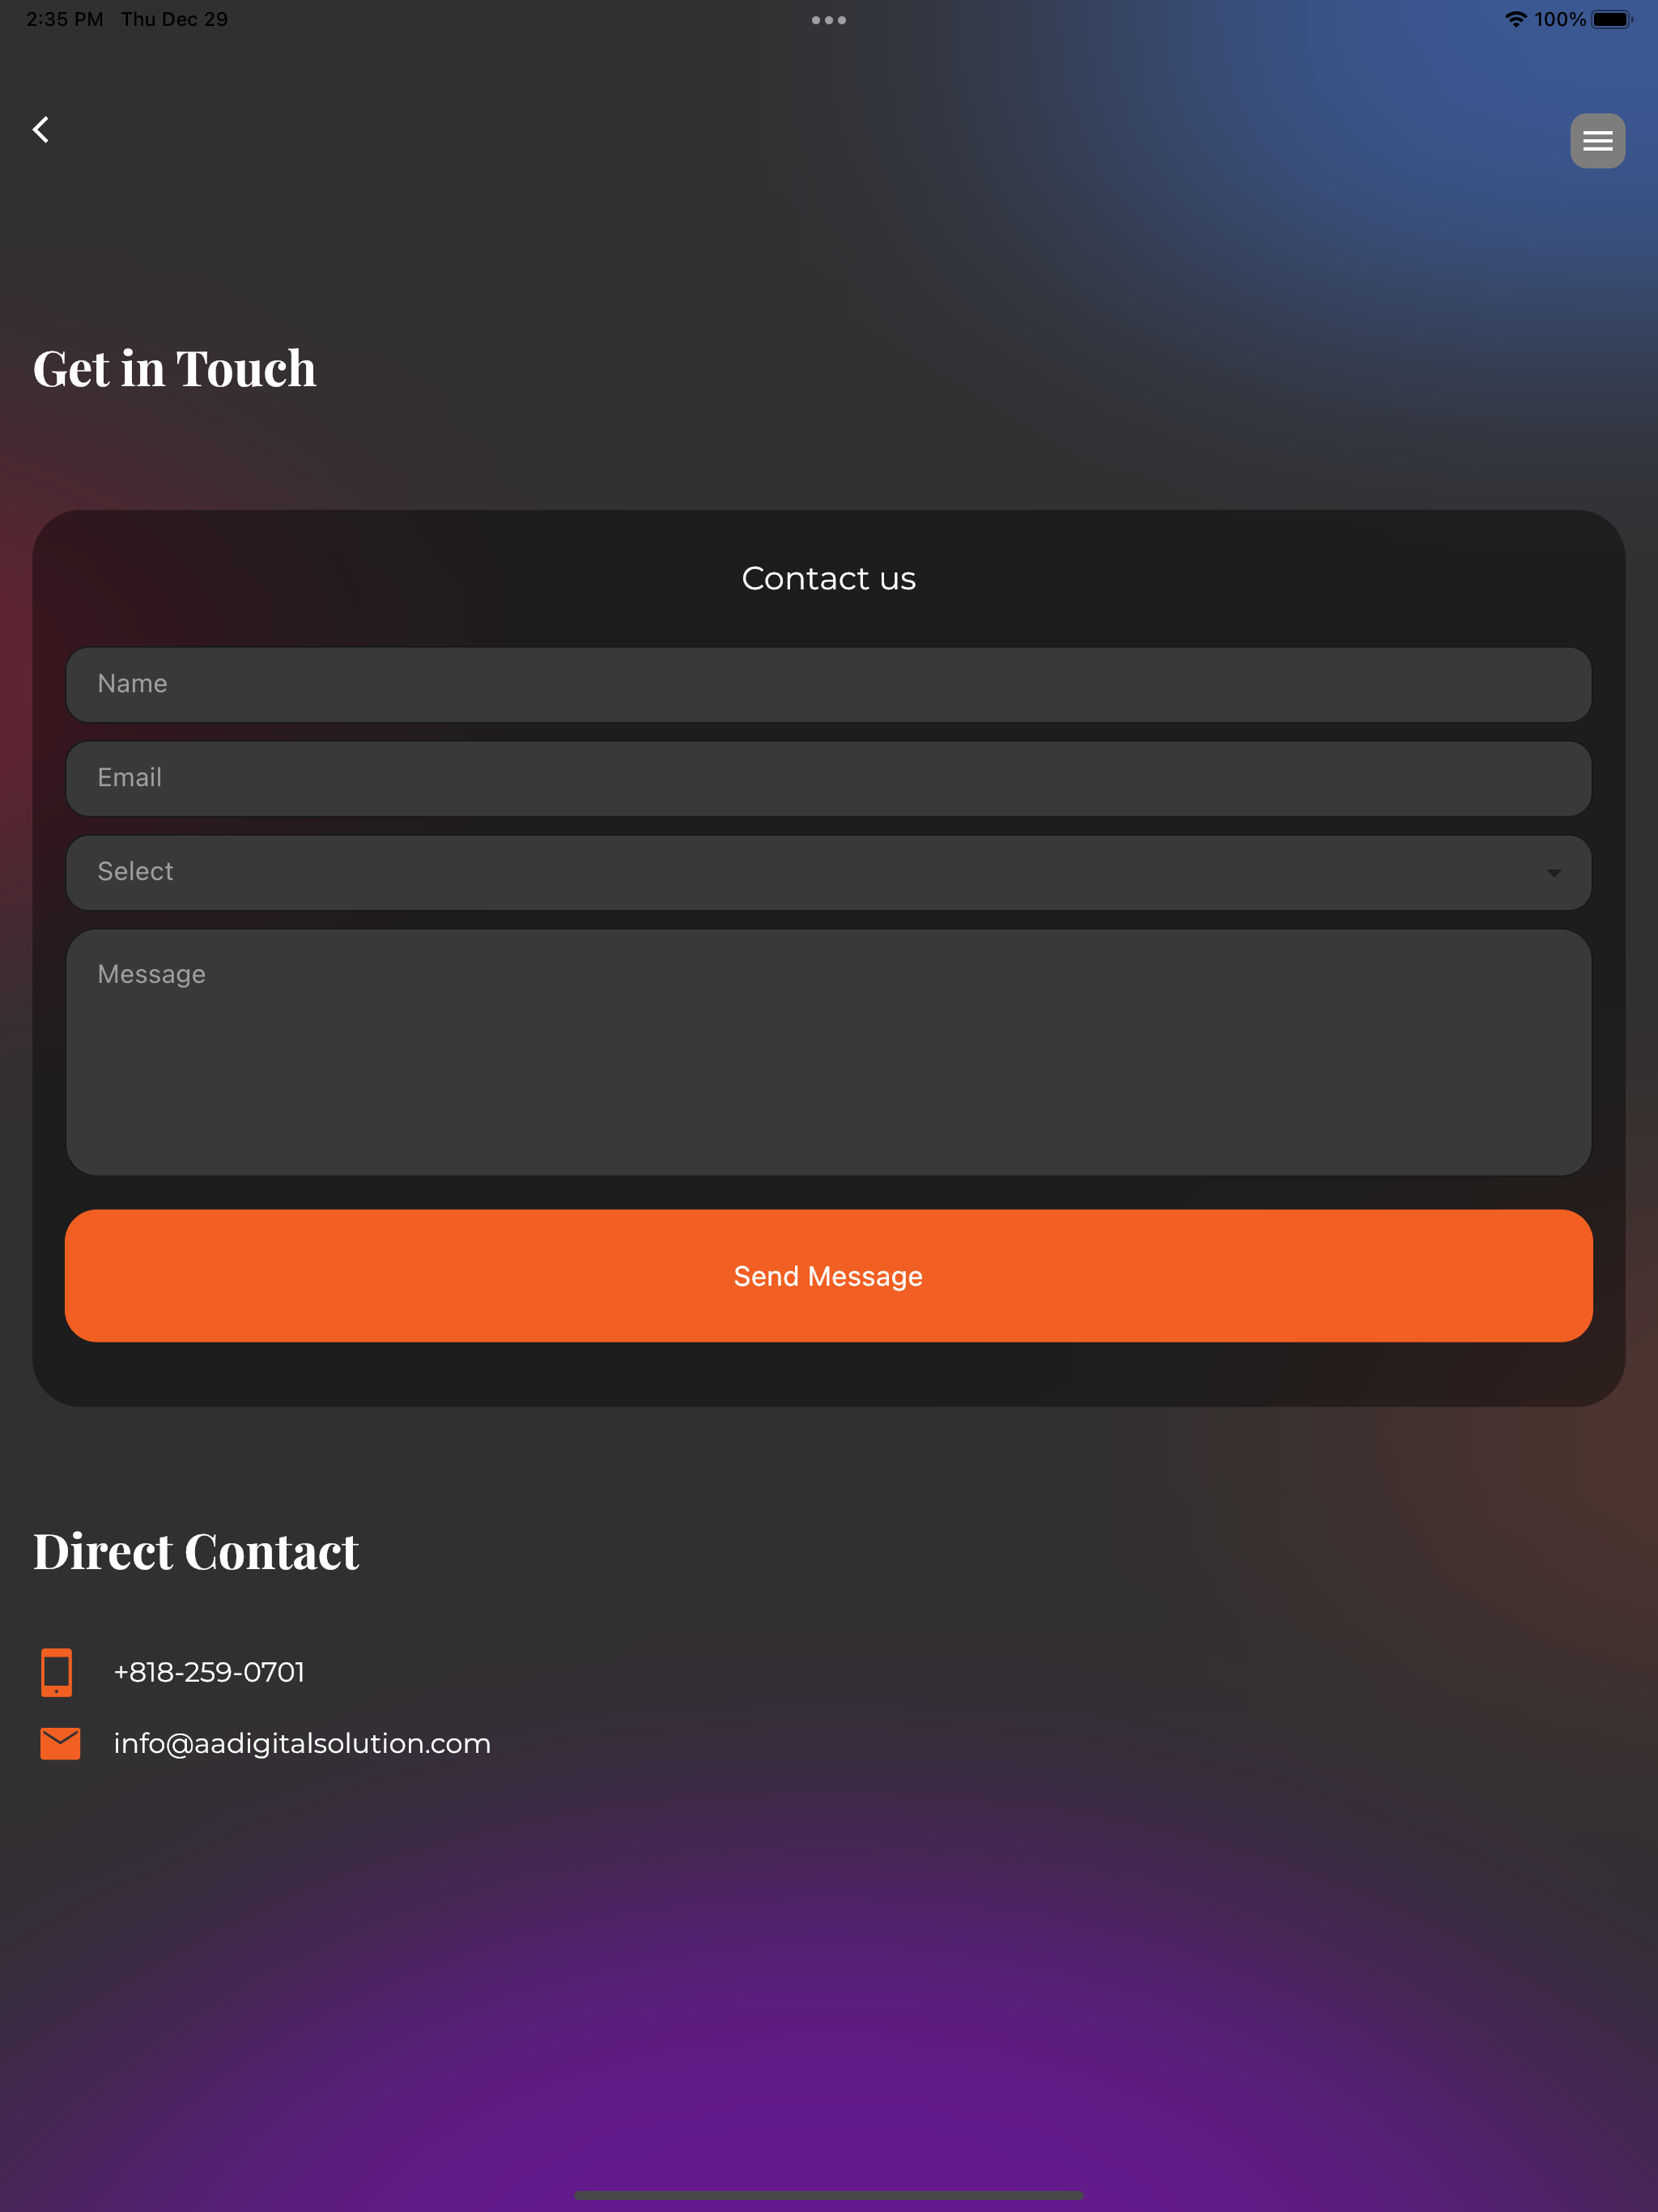 2:35 PM Thu Dec 29 100%
Get in Touch
Contact us
Name
Email
Select
Message
Send Message
Direct Contact
+818-259-0701
info@aadigitalsolution.com